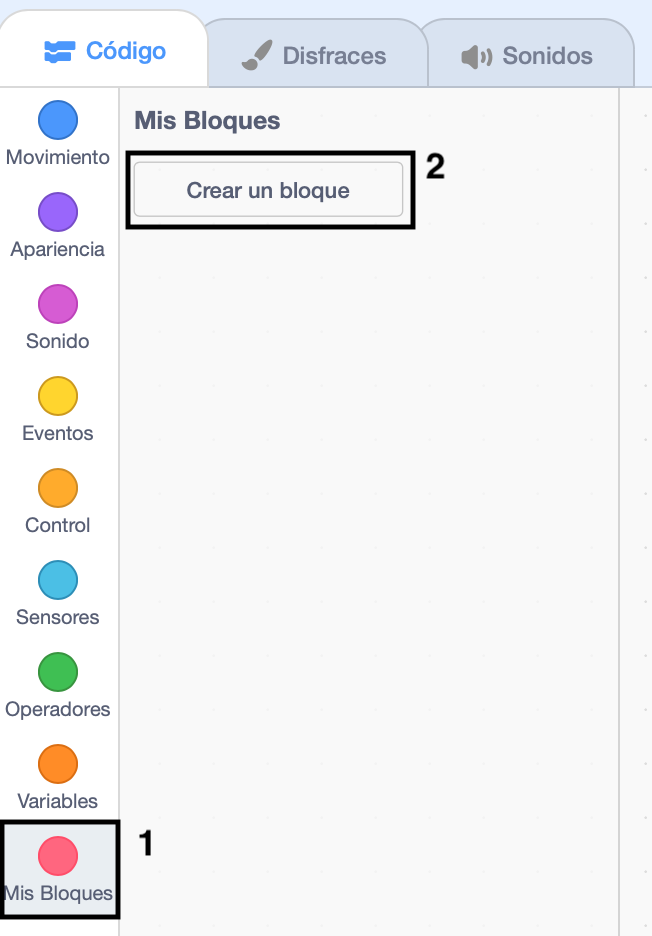 Código
Disfraces
Sonidos
Movimiento
Apariencia
Sonido
Eventos
Control
Sensores
Operadores
Variables
Mis Bloques
1
Mis Bloques
Crear un bloque
2